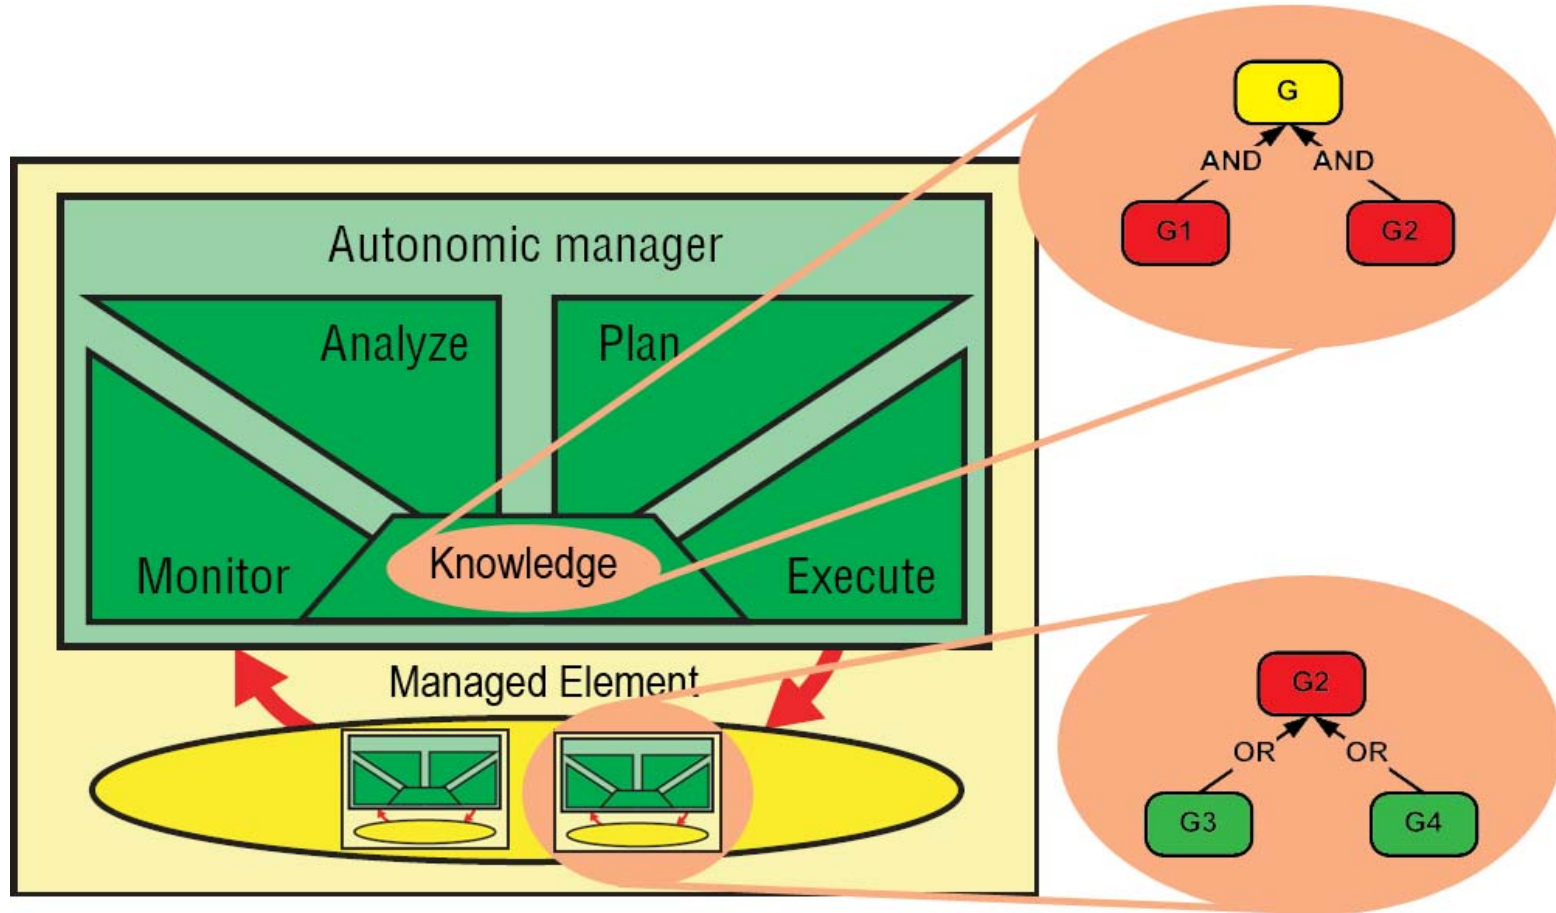 G
AND AND
G1 G2
Autonomic manager
Analyze Plan
Monitor Knowledge Execute
Managed Element
G2
OR OR
G3 G4